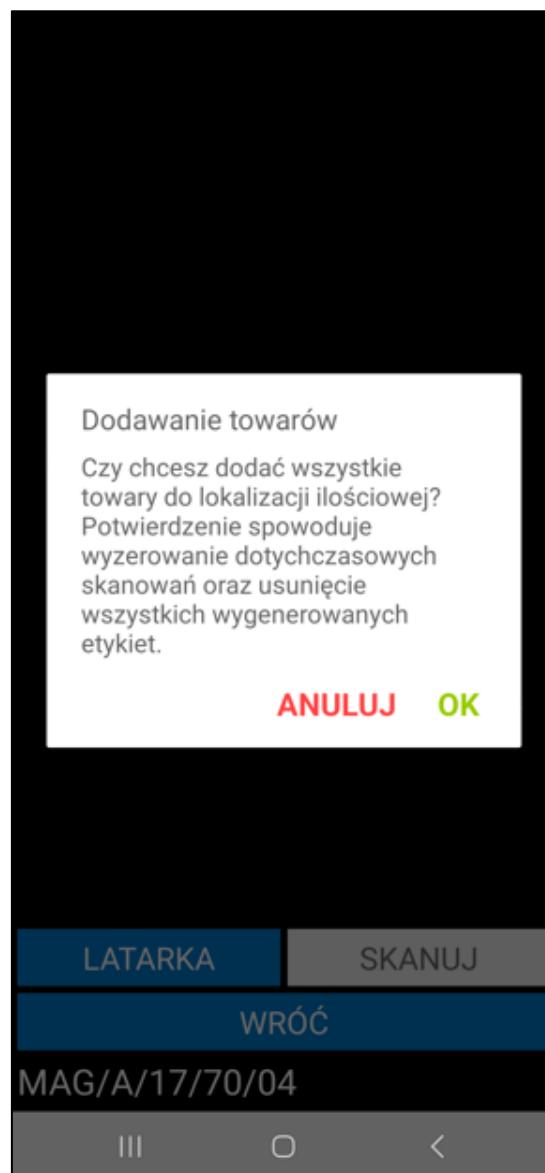 Dodawanie towarów
Czy chcesz dodać wszystkie
towary do lokalizacji ilościowej?
Potwierdzenie spowoduje
wyzerowanie dotychczasowych
skanowań oraz usunięcie
wszystkich wygenerowanych
etykiet.
ANULUJ OK
LATARKA SKANUJ
WRÓĆ
MAG/A/17/70/04